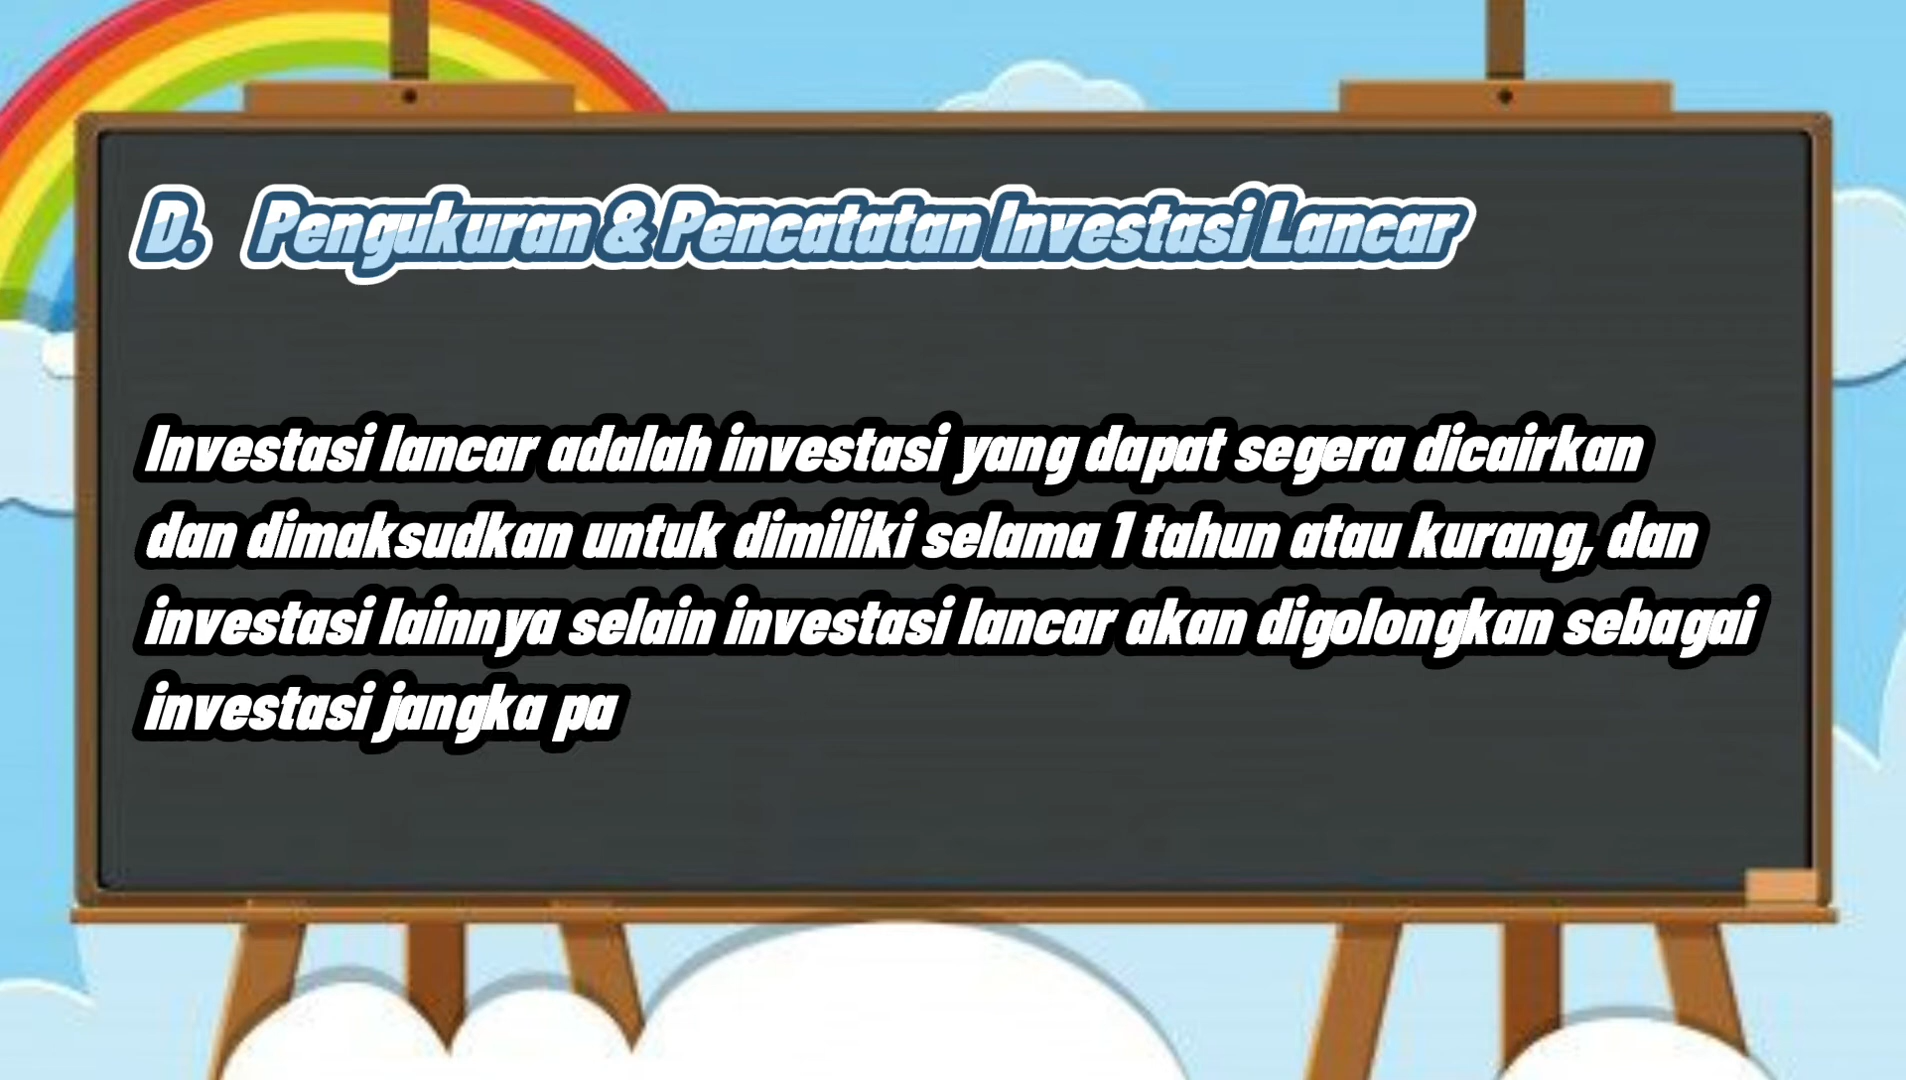 D. Pengukuran & Pencatatan Investasi Lancar
Investasi lancar adalah investasi yang dapat segera dicairkan
dan dimaksudkan untuk dimiliki selama 1 tahun atau kurang, dan
investasi lainnya selain investasi lancar akan digolongkan sebagai
investasi jangka pa